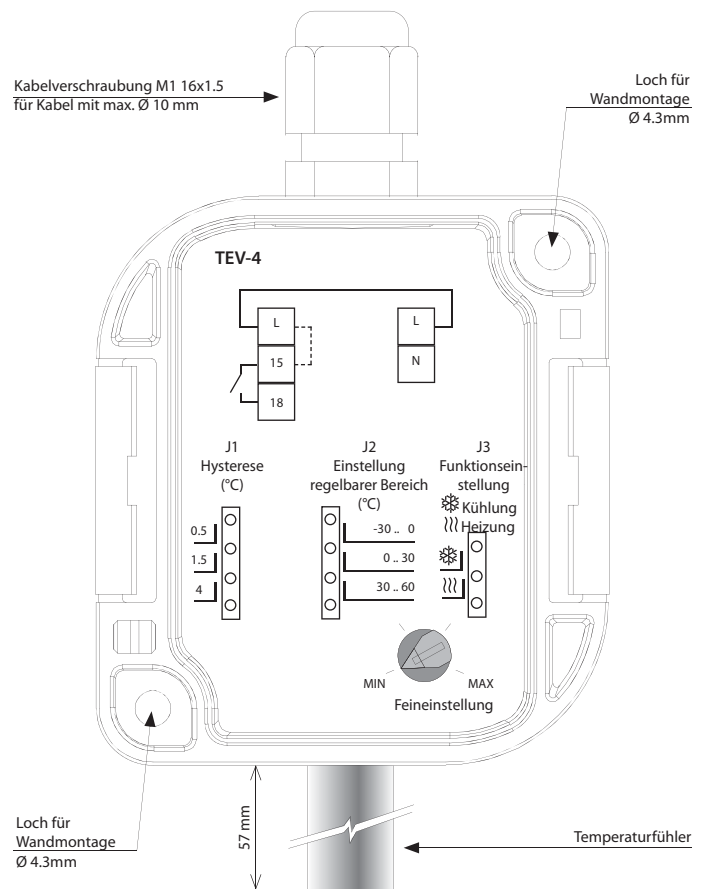 Kabelverschraubung M1 16x1.5
für Kabel mit max. Ø 10 mm
Loch für
Wandmontage
Ø 4.3mm
TEV-4
L
15
18
L
N
J1
Hysterese
(°C)
0.5
1.5
4
J2
Einstellung
regelbarer Bereich
(°C)
-30 .. 0
0 .. 30
30 .. 60
J3
Funktionsein-
stellung
Kühlung
Heizung
MIN
MAX
Feineinstellung
Loch für
Wandmontage
Ø 4.3mm
57 mm
Temperaturfühler